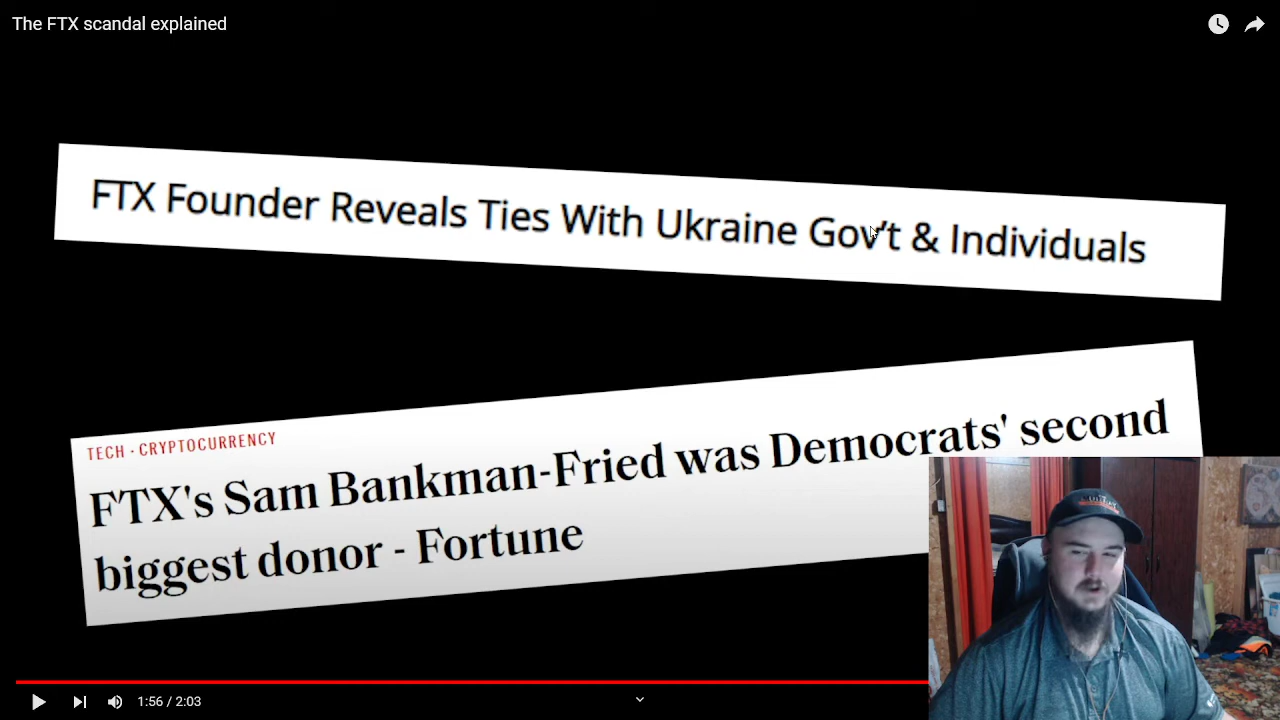 The FTX scandal explained
FTX Founder Reveals Ties With Ukraine Gov't & Individuals
TECH · CRYPTOCURRENCY
FTX's Sam Bankman-Fried was Democrats' second
biggest donor - Fortune
1:56 / 2:03